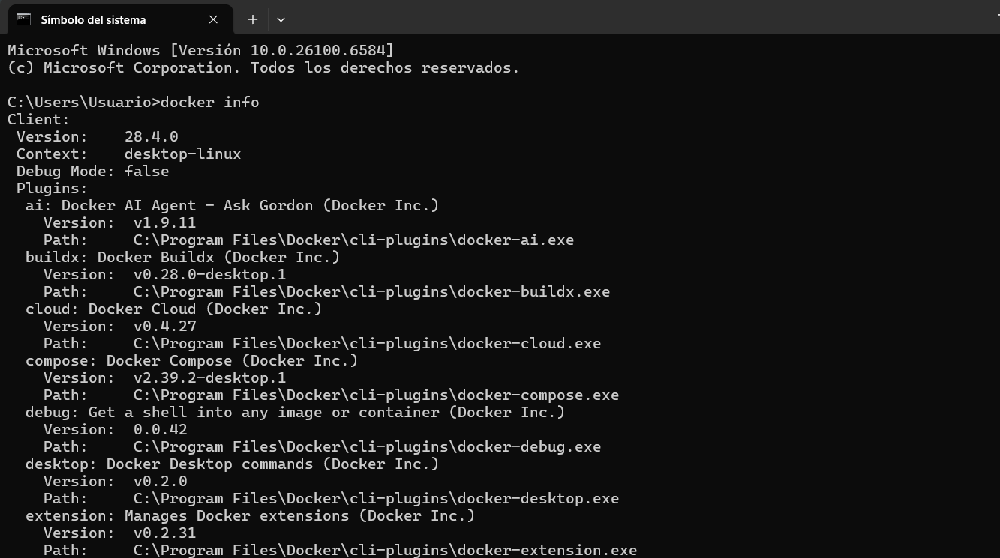 Símbolo del sistema
Microsoft Windows [Versión 10.0.26100.6584]
(c) Microsoft Corporation. Todos los derechos reservados.
C:\Users\Usuario>docker info
Client:
 Version:    28.4.0
 Context:    desktop-linux
 Debug Mode: false
 Plugins:
  ai: Docker AI Agent - Ask Gordon (Docker Inc.)
    Version:  v1.9.11
    Path:     C:\Program Files\Docker\cli-plugins\docker-ai.exe
  buildx: Docker Buildx (Docker Inc.)
    Version:  v0.28.0-desktop.1
    Path:     C:\Program Files\Docker\cli-plugins\docker-buildx.exe
  cloud: Docker Cloud (Docker Inc.)
    Version:  v0.4.27
    Path:     C:\Program Files\Docker\cli-plugins\docker-cloud.exe
  compose: Docker Compose (Docker Inc.)
    Version:  v2.39.2-desktop.1
    Path:     C:\Program Files\Docker\cli-plugins\docker-compose.exe
  debug: Get a shell into any image or container (Docker Inc.)
    Version:  0.0.42
    Path:     C:\Program Files\Docker\cli-plugins\docker-debug.exe
  desktop: Docker Desktop commands (Docker Inc.)
    Version:  v0.2.0
    Path:     C:\Program Files\Docker\cli-plugins\docker-desktop.exe
  extension: Manages Docker extensions (Docker Inc.)
    Version:  v0.2.31
    Path:     C:\Program Files\Docker\cli-plugins\docker-extension.exe